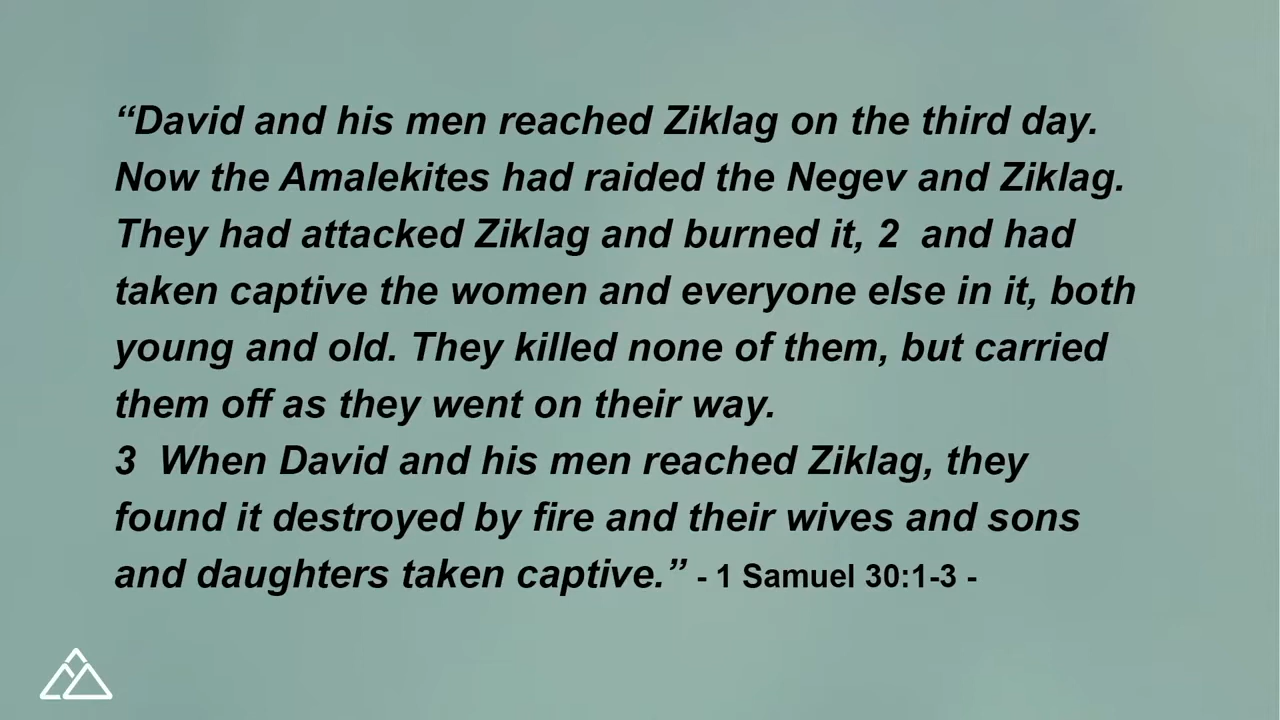 “David and his men reached Ziklag on the third day.
Now the Amalekites had raided the Negev and Ziklag.
They had attacked Ziklag and burned it, 2  and had
taken captive the women and everyone else in it, both
young and old. They killed none of them, but carried
them off as they went on their way.
3  When David and his men reached Ziklag, they
found it destroyed by fire and their wives and sons
and daughters taken captive.” - 1 Samuel 30:1-3 -